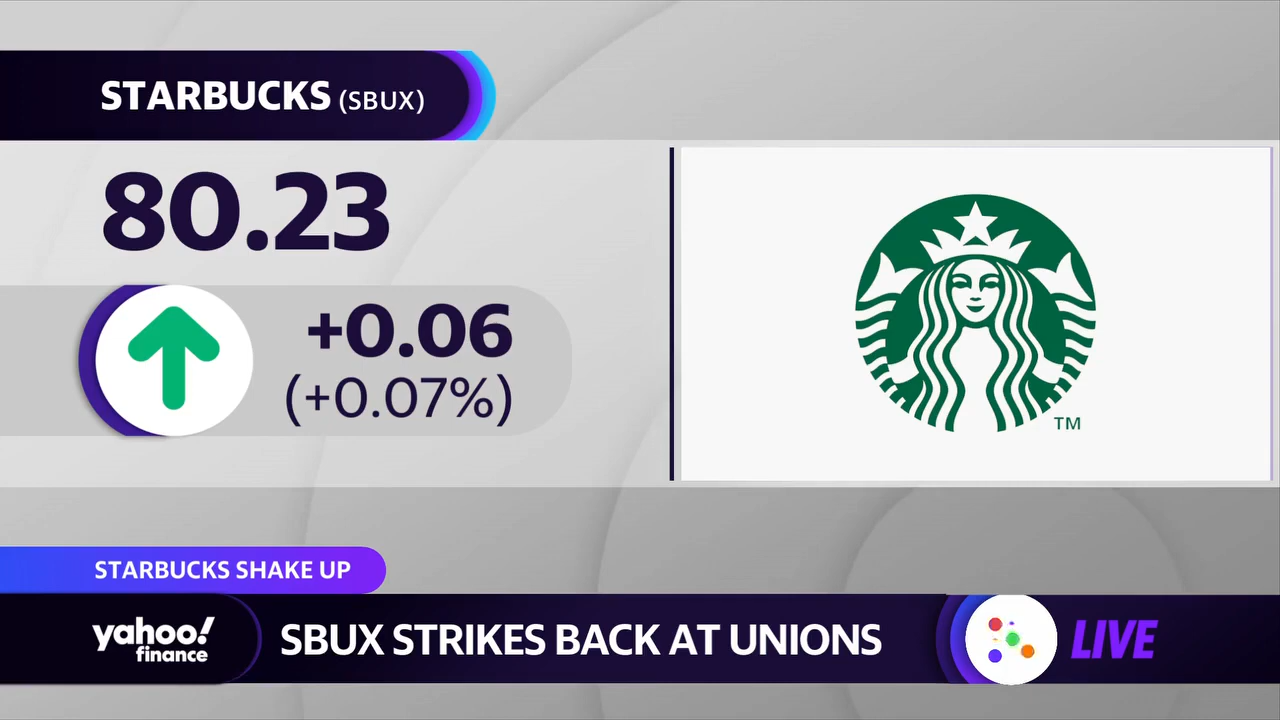 STARBUCKS (SBUX)
80.23
+0.06
(+0.07%)
TM
STARBUCKS SHAKE UP
yahoo!
finance
SBUX STRIKES BACK AT UNIONS
LIVE